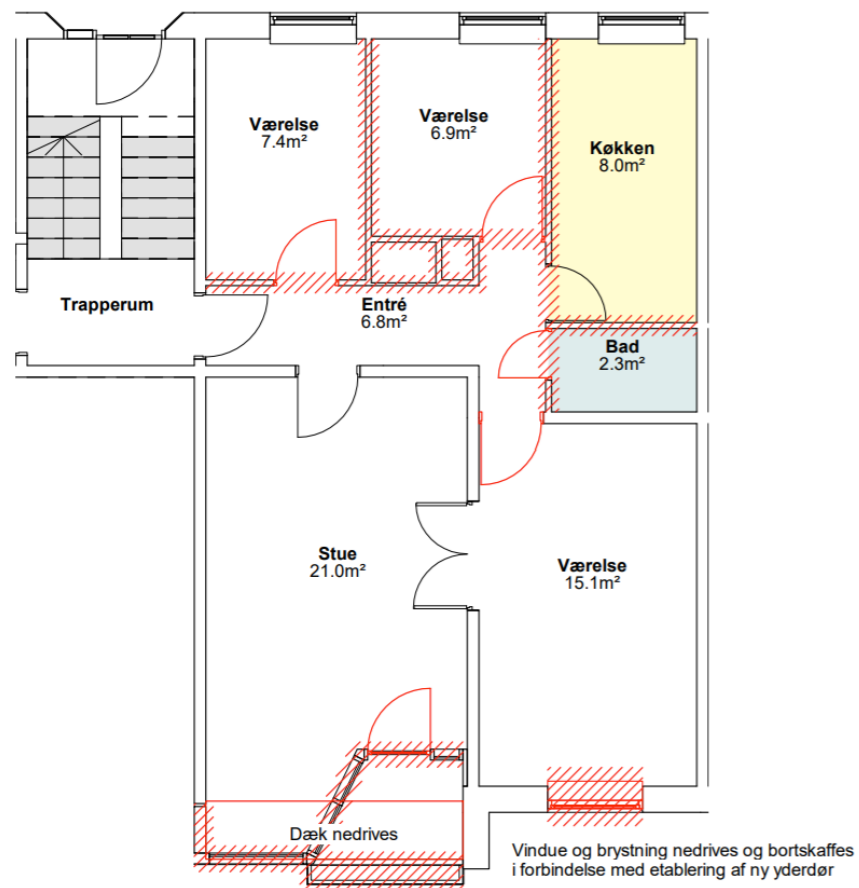 Værelse
7.4m²
Værelse
6.9m²
Køkken
8.0m²
Trapperum
Entré
6.8m²
Bad
2.3m²
Stue
21.0m²
Værelse
15.1m²
Dæk nedrives
Vindue og brystning nedrives og bortskaffes
i forbindelse med etablering af ny yderdør